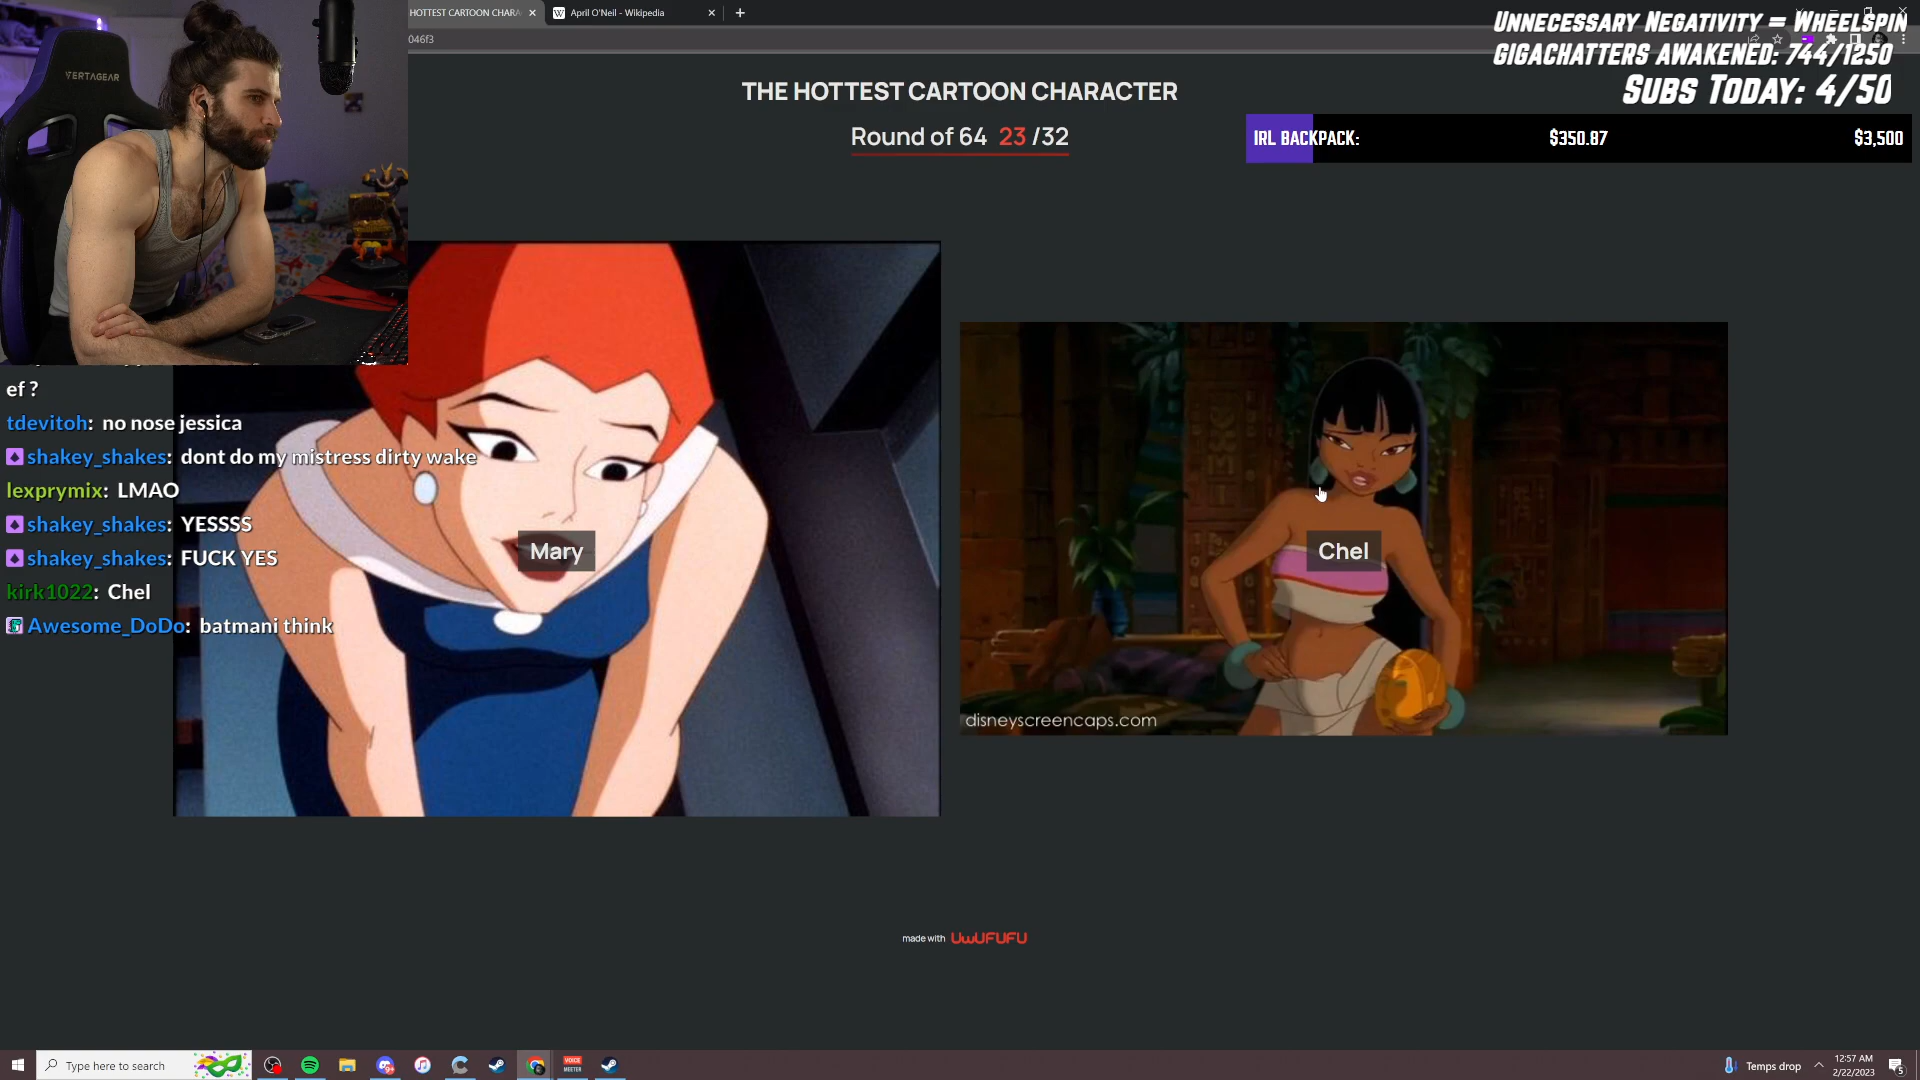 HOTTEST CARTOON CHARA
April O'Neil - Wikipedia
046f3
UNNECESSARY NEGATIVITY = WHEELSPIN
GIGACHATTERS AWAKENED: 744/1250
SUBS TODAY: 4/50
IRL BACKPACK: $350.87 $3,500
VERTAGEAR
THE HOTTEST CARTOON CHARACTER
Round of 64 23 /32
ef ?
tdevitoh: no nose jessica
shakey_shakes: dont do my mistress dirty wake
lexprymix: LMAO
shakey_shakes: YESSSS
shakey_shakes: FUCK YES
kirk1022: Chel
Awesome_DoDo: batmani think
Mary
Chel
disneyscreencaps.com
made with UwUFUFU
Type here to search
VOICE
MEETER
Temps drop
12:57 AM
2/22/2023
5